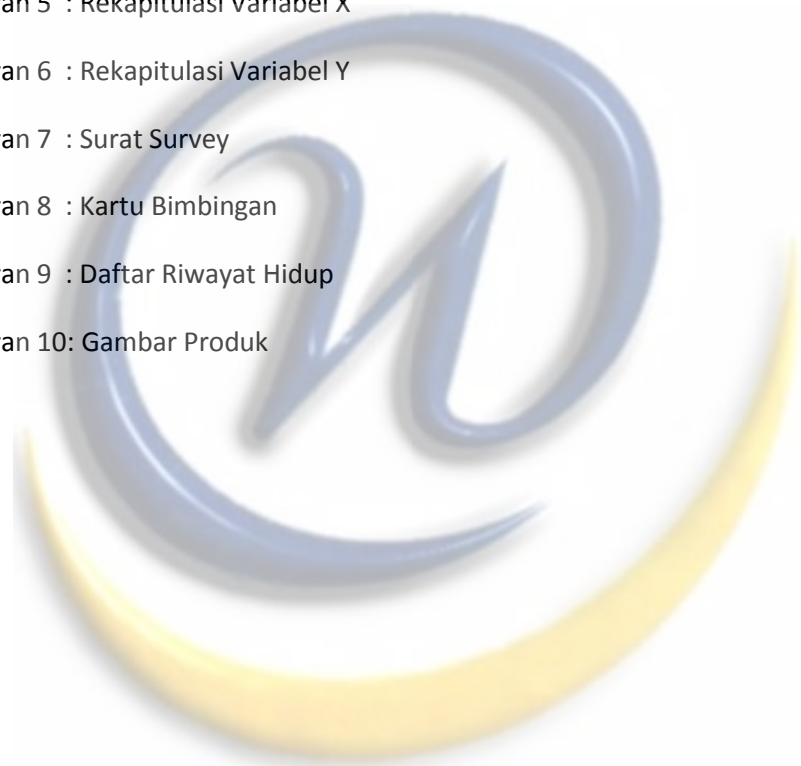 an 5 : Rekapitulasi Variabel X
an 6 : Rekapitulasi Variabel Y
an 7 : Surat Survey
an 8 : Kartu Bimbingan
an 9 : Daftar Riwayat Hidup
an 10: Gambar Produk